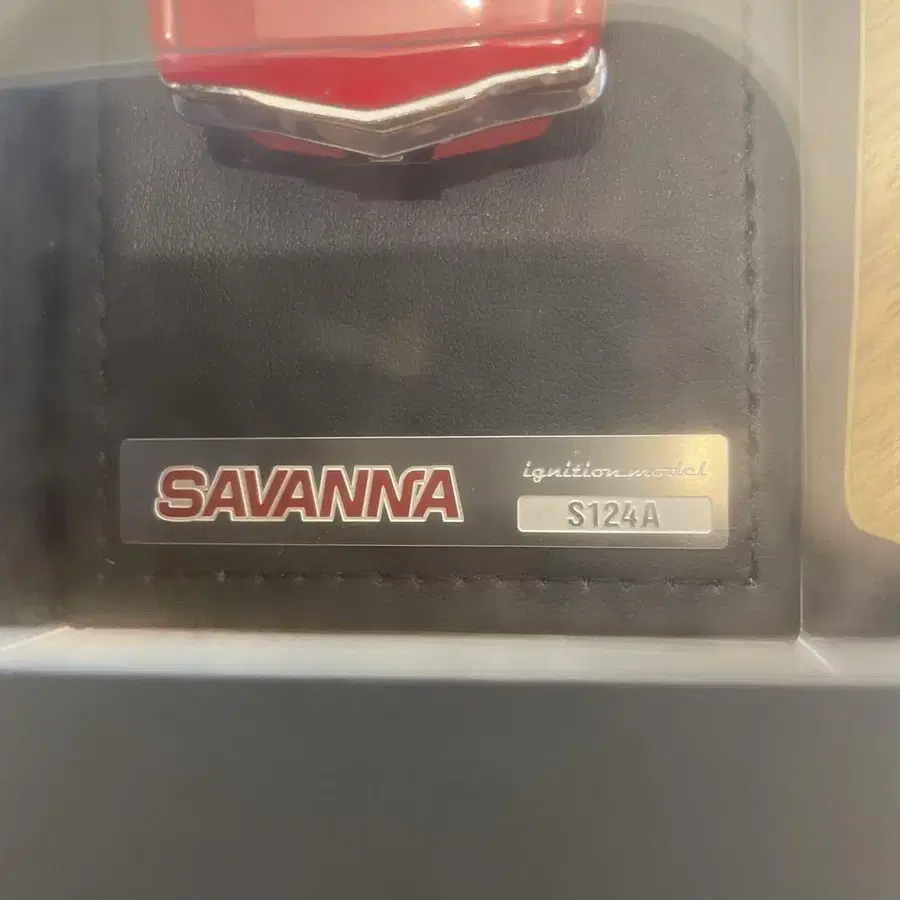 SAVANNA
ignition model
S124A